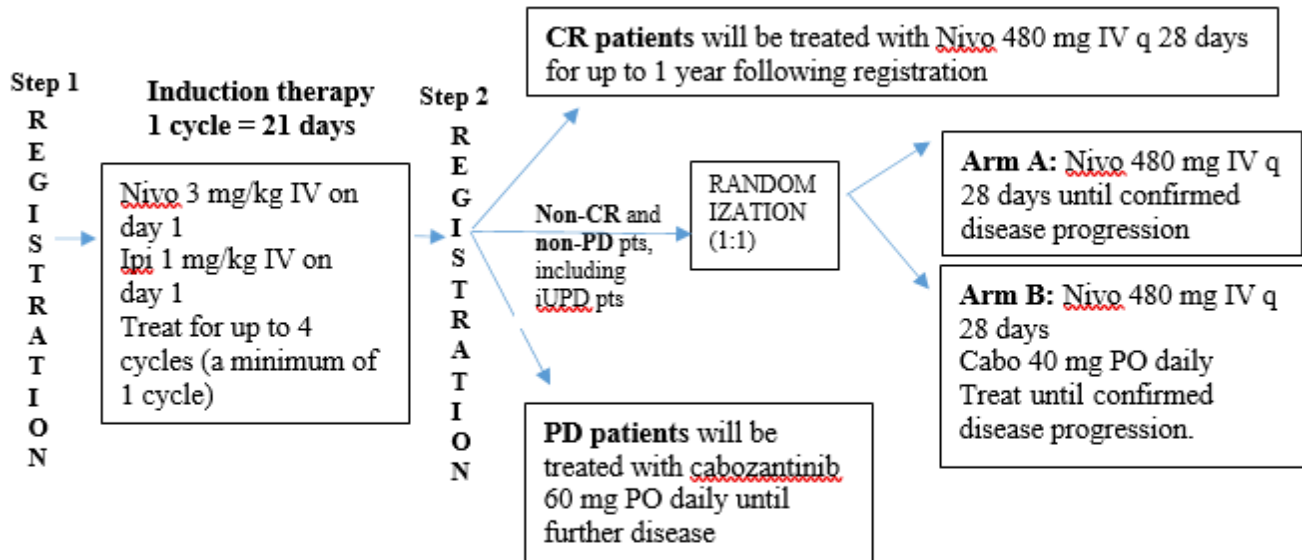 Step 1
R
E
G
I
S
T
R
A
T
I
O
N
Induction therapy
1 cycle = 21 days
Nivo 3 mg/kg IV on
day 1
Ipi 1 mg/kg IV on
day 1
Treat for up to 4
cycles (a minimum of
1 cycle)
Step 2
R
E
G
I
S
T
R
A
T
I
O
N
CR patients will be treated with Nivo 480 mg IV q 28 days
for up to 1 year following registration
Non-CR and
non-PD pts,
including
iUPD pts
RANDOM
IZATION
(1:1)
Arm A: Nivo 480 mg IV q
28 days until confirmed
disease progression
Arm B: Nivo 480 mg IV q
28 days
Cabo 40 mg PO daily
Treat until confirmed
disease progression.
PD patients will be
treated with cabozantinib
60 mg PO daily until
further disease